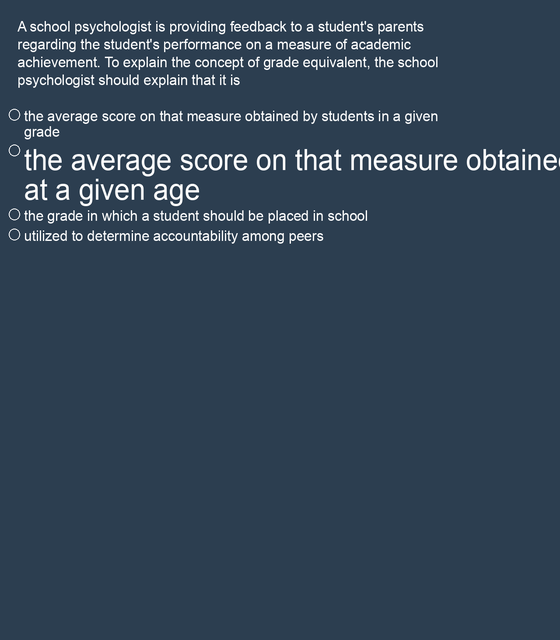 A school psychologist is providing feedback to a student's parents
regarding the student's performance on a measure of academic
achievement. To explain the concept of grade equivalent, the school
psychologist should explain that it is
the average score on that measure obtained by students in a given
grade
the average score on that measure obtaine
at a given age
the grade in which a student should be placed in school
utilized to determine accountability among peers